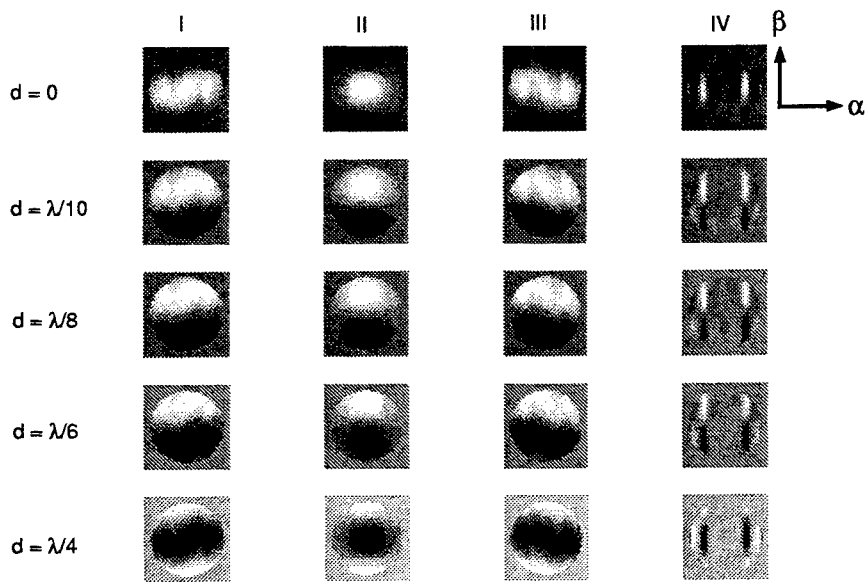 I II III IV β
d = 0 α
d = λ/10
d = λ/8
d = λ/6
d = λ/4